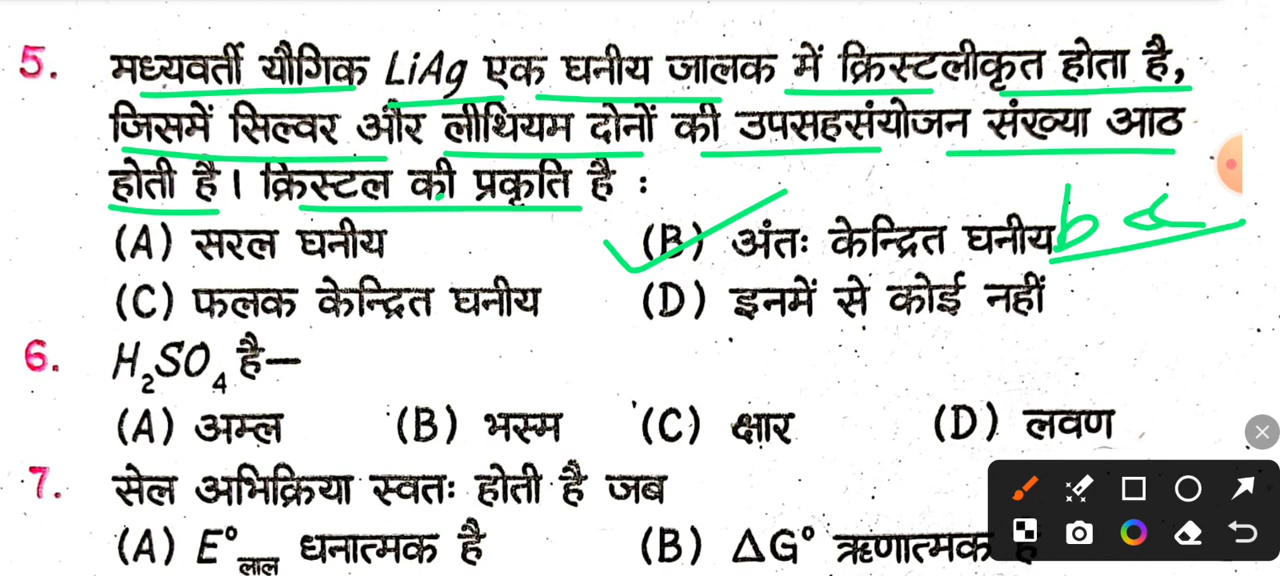 5. मध्यवर्ती यौगिक LiAg एक घनीय जालक में क्रिस्टलीकृत होता है,
जिसमें सिल्वर और लीथियम दोनों की उपसहसंयोजन संख्या आठ
होती है। क्रिस्टल की प्रकृति है :
(A) सरल घनीय (B) अंतः केन्द्रित घनीय
(C) फलक केन्द्रित घनीय (D) इनमें से कोई नहीं
6. H₂SO₄ है—
(A) अम्ल (B) भस्म (C) क्षार (D) लवण
7. सेल अभिक्रिया स्वतः होती है जब
(A) E°लाल धनात्मक है (B) ΔG° ऋणात्मक